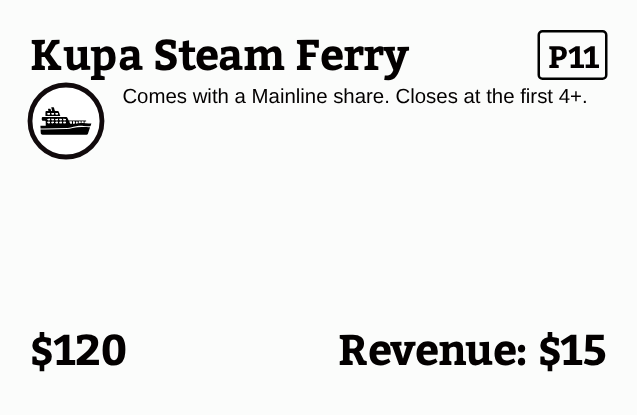 Kupa Steam Ferry
P11
Comes with a Mainline share. Closes at the first 4+.
$120
Revenue: $15